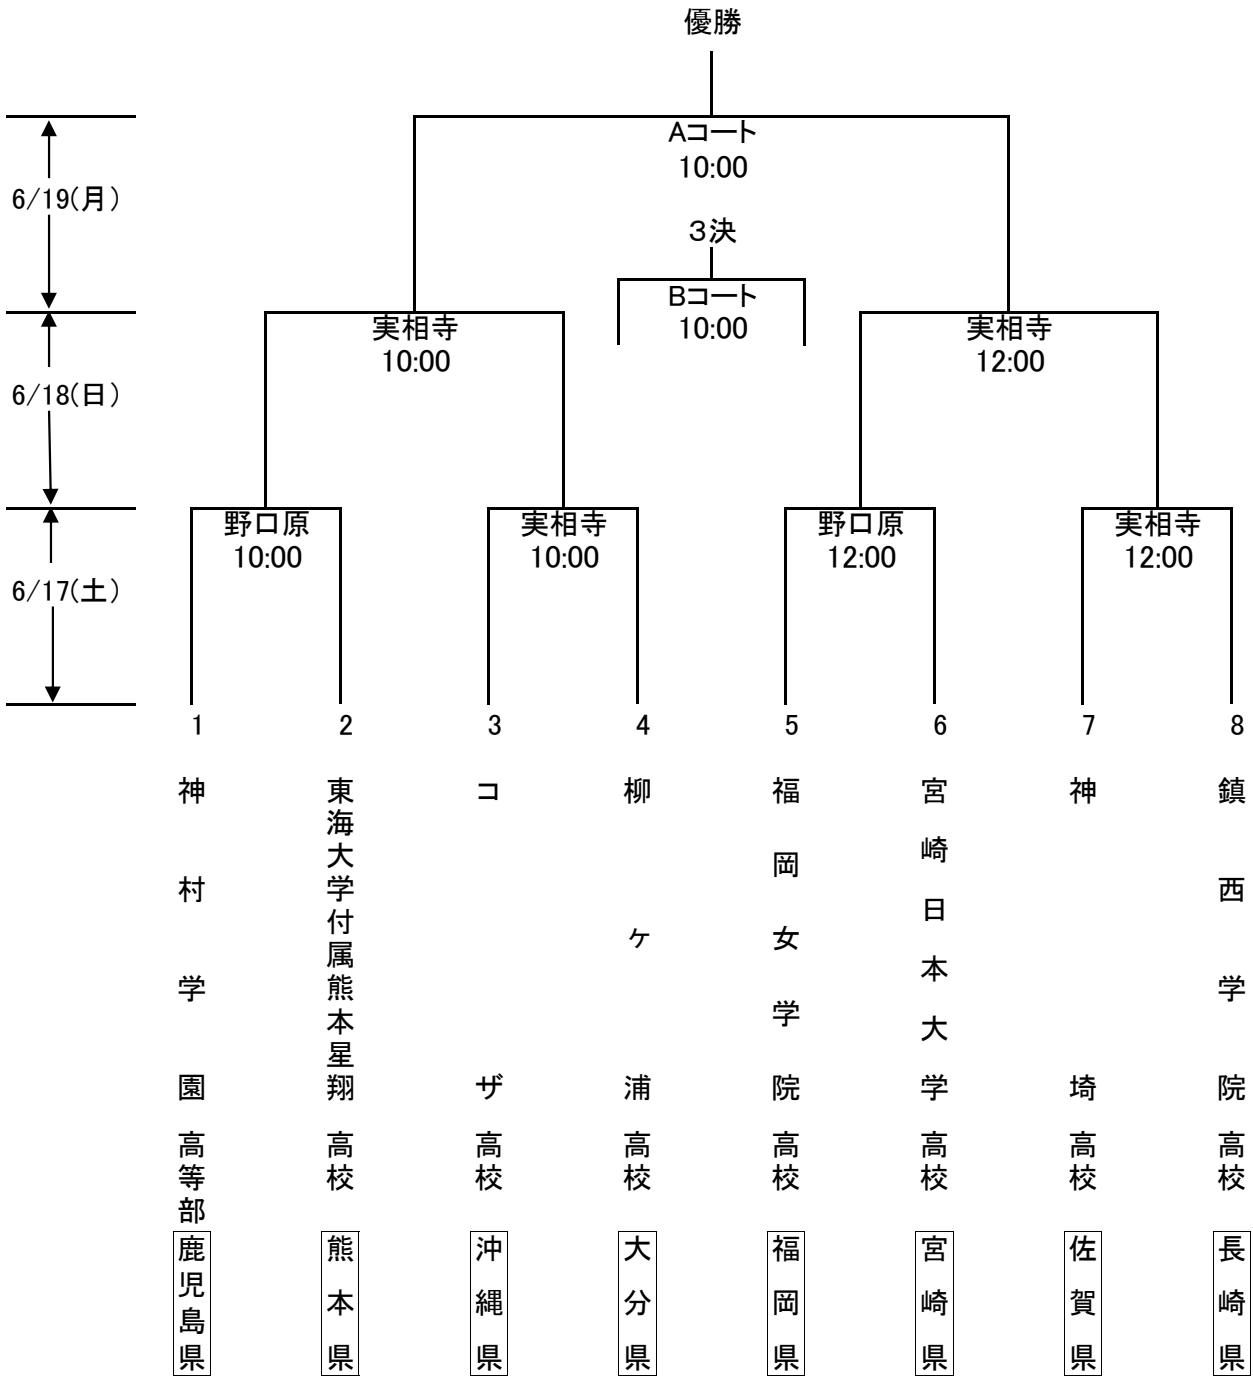 優勝
Aコート
10:00
6/19(月)
3決
Bコート
10:00
実相寺
10:00
実相寺
12:00
6/18(日)
野口原
10:00
実相寺
10:00
野口原
12:00
実相寺
12:00
6/17(土)
1
2
3
4
5
6
7
8
神村学園高等部
東海大学付属熊本星翔高校
コザ高校
柳ヶ浦高校
福岡女学院高校
宮崎日本大学高校
神埼高校
鎮西学院高校
鹿児島県
熊本県
沖縄県
大分県
福岡県
宮崎県
佐賀県
長崎県